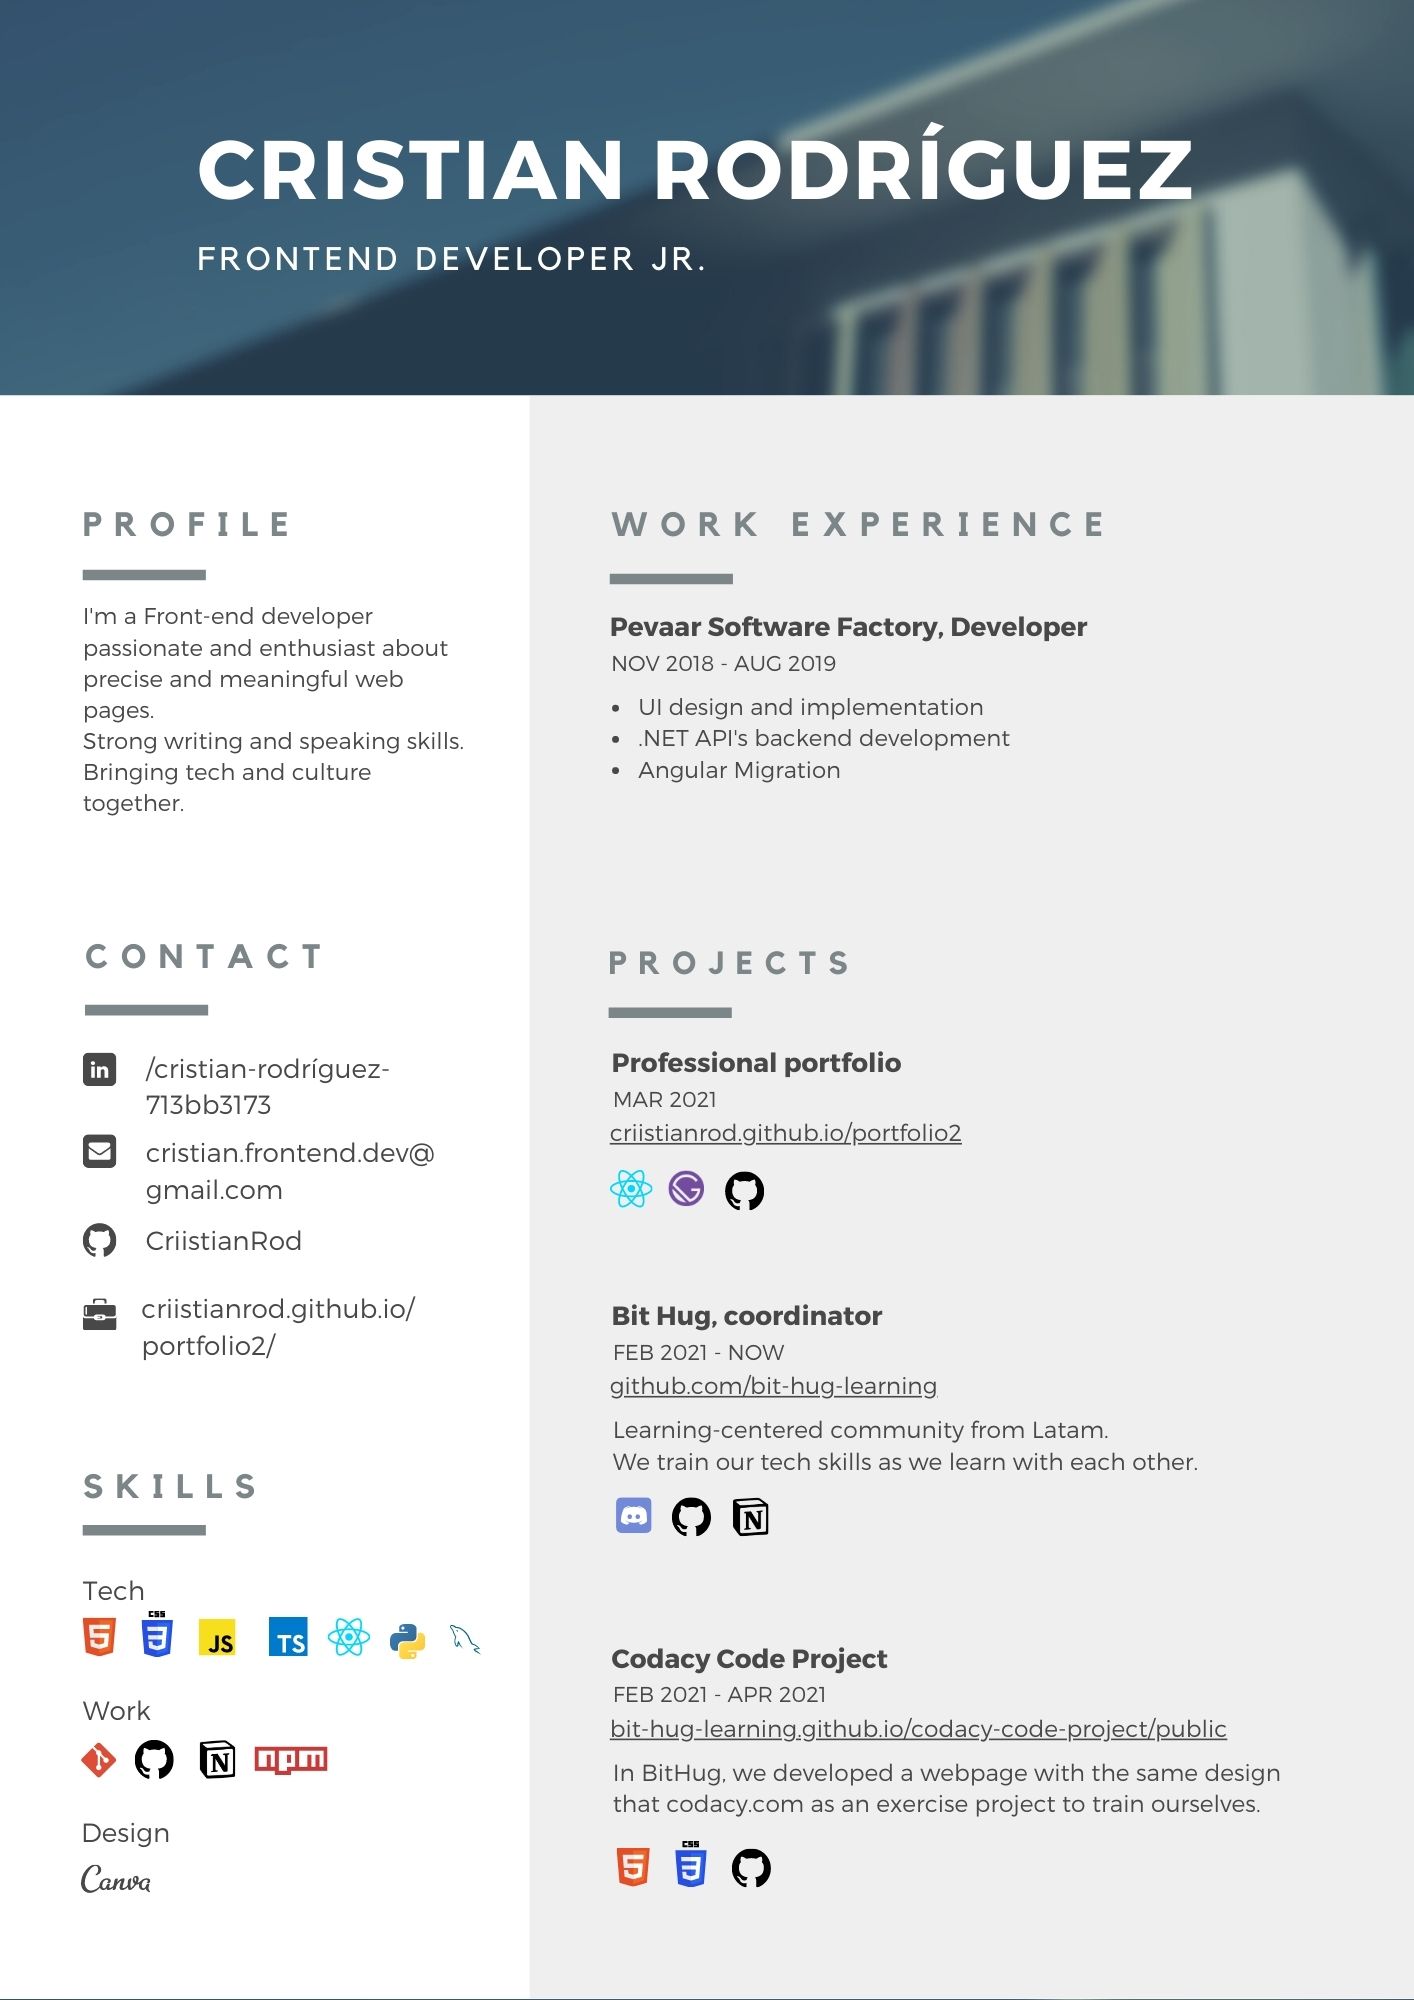 CRISTIAN RODRÍGUEZ
FRONTEND DEVELOPER JR.
PROFILE
I'm a Front-end developer
passionate and enthusiast about
precise and meaningful web
pages.
Strong writing and speaking skills.
Bringing tech and culture
together.
CONTACT
in
/cristian-rodríguez-
713bb3173
cristian.frontend.dev@
gmail.com
CriistianRod
criistianrod.github.io/
portfolio2/
SKILLS
Tech
5
CSS
3
JS
TS
Work
N
npm
Design
Canva
WORK EXPERIENCE
Pevaar Software Factory, Developer
NOV 2018 - AUG 2019
• UI design and implementation
• .NET API's backend development
• Angular Migration
PROJECTS
Professional portfolio
MAR 2021
criistianrod.github.io/portfolio2
G
Bit Hug, coordinator
FEB 2021 - NOW
github.com/bit-hug-learning
Learning-centered community from Latam.
We train our tech skills as we learn with each other.
N
Codacy Code Project
FEB 2021 - APR 2021
bit-hug-learning.github.io/codacy-code-project/public
In BitHug, we developed a webpage with the same design
that codacy.com as an exercise project to train ourselves.
5
CSS
3